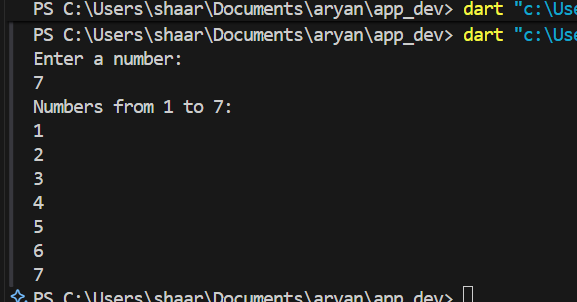 PS C:\Users\shaar\Documents\aryan\app_dev> dart "c:\Use
PS C:\Users\shaar\Documents\aryan\app_dev> dart "c:\Use
Enter a number:
7
Numbers from 1 to 7:
1
2
3
4
5
6
7
PS C:\Users\shaar\Documents\aryan\app_dev>